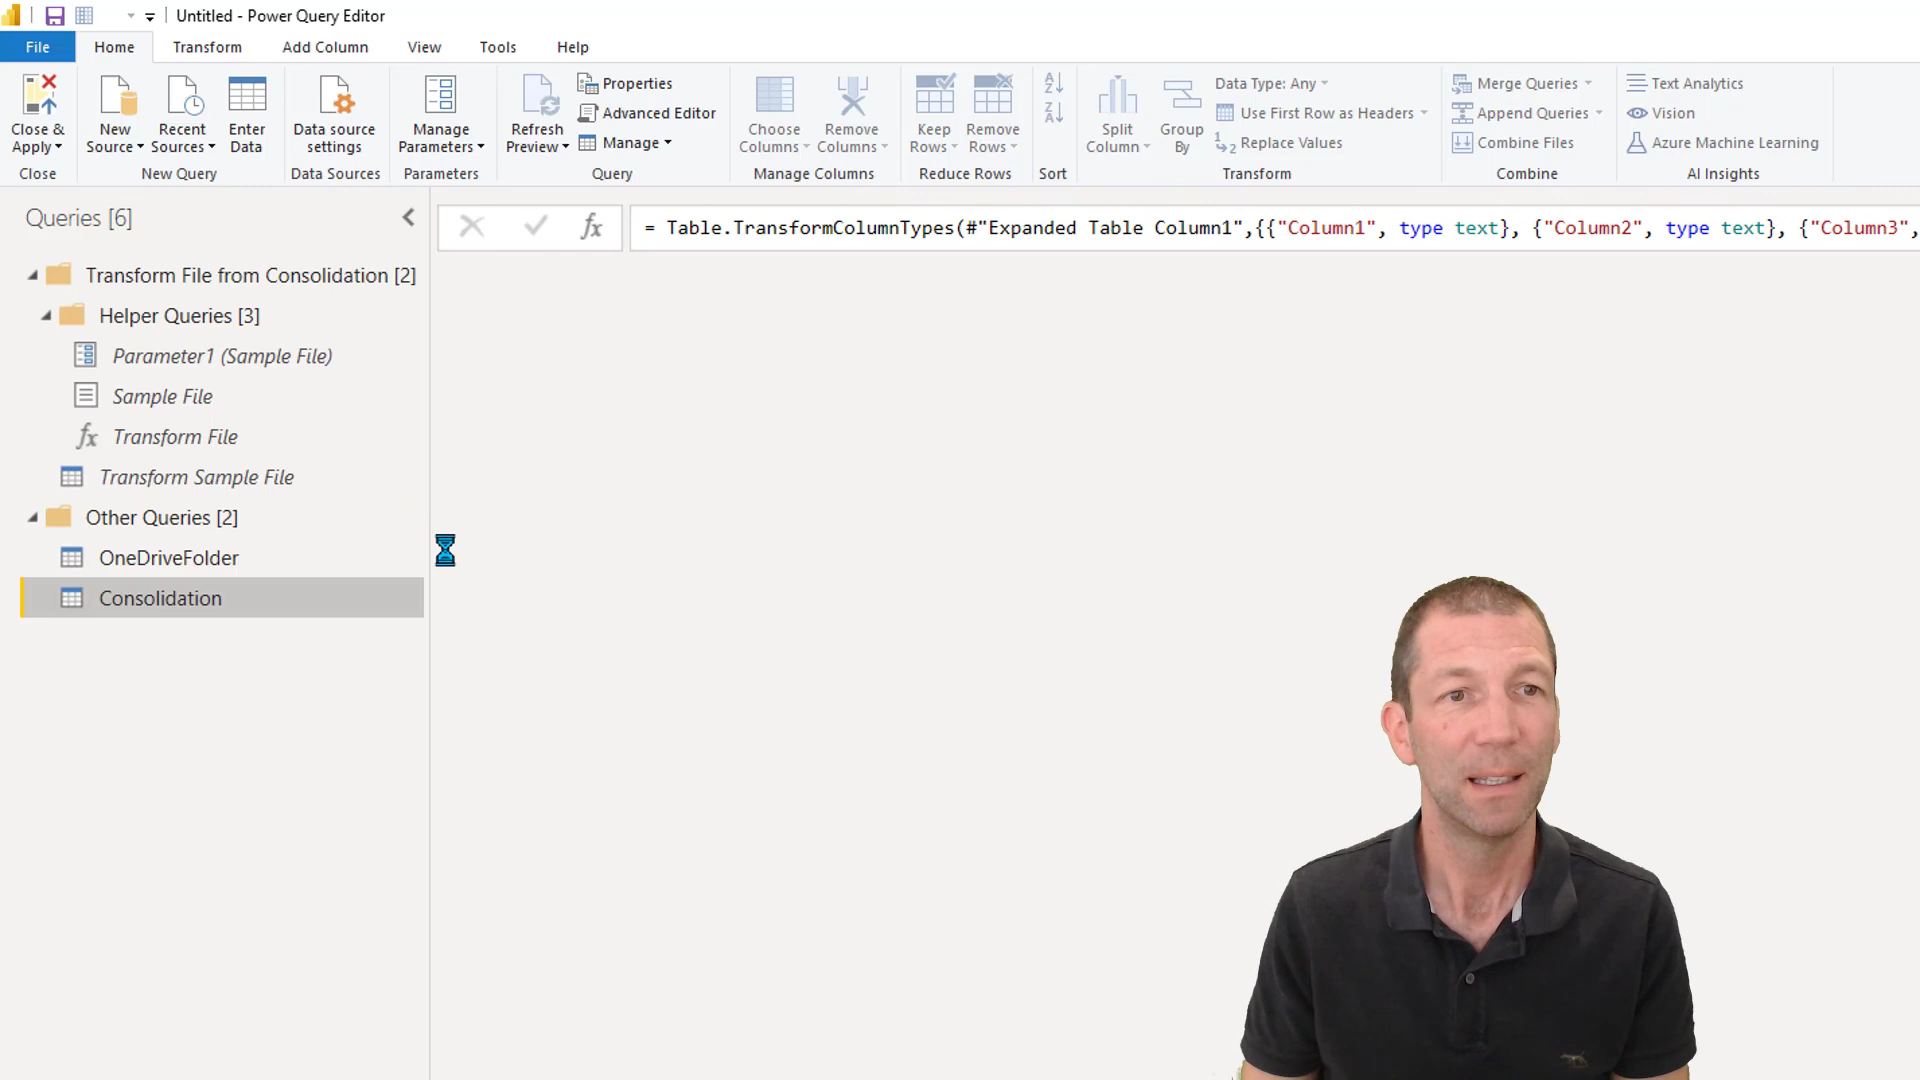 Untitled - Power Query Editor
File Home Transform Add Column View Tools Help
Close & Apply
New Source
Recent Sources
Enter Data
Data source settings
Manage Parameters
Refresh Preview
Properties
Advanced Editor
Manage
Choose Columns
Remove Columns
Keep Rows
Remove Rows
Split Column
Group By
Data Type: Any
Use First Row as Headers
Replace Values
Merge Queries
Append Queries
Combine Files
Text Analytics
Vision
Azure Machine Learning
Close New Query Data Sources Parameters Query Manage Columns Reduce Rows Sort Transform Combine AI Insights
Queries [6]
= Table.TransformColumnTypes(#"Expanded Table Column1",{{"Column1", type text}, {"Column2", type text}, {"Column3",
Transform File from Consolidation [2]
Helper Queries [3]
Parameter1 (Sample File)
Sample File
Transform File
Transform Sample File
Other Queries [2]
OneDriveFolder
Consolidation